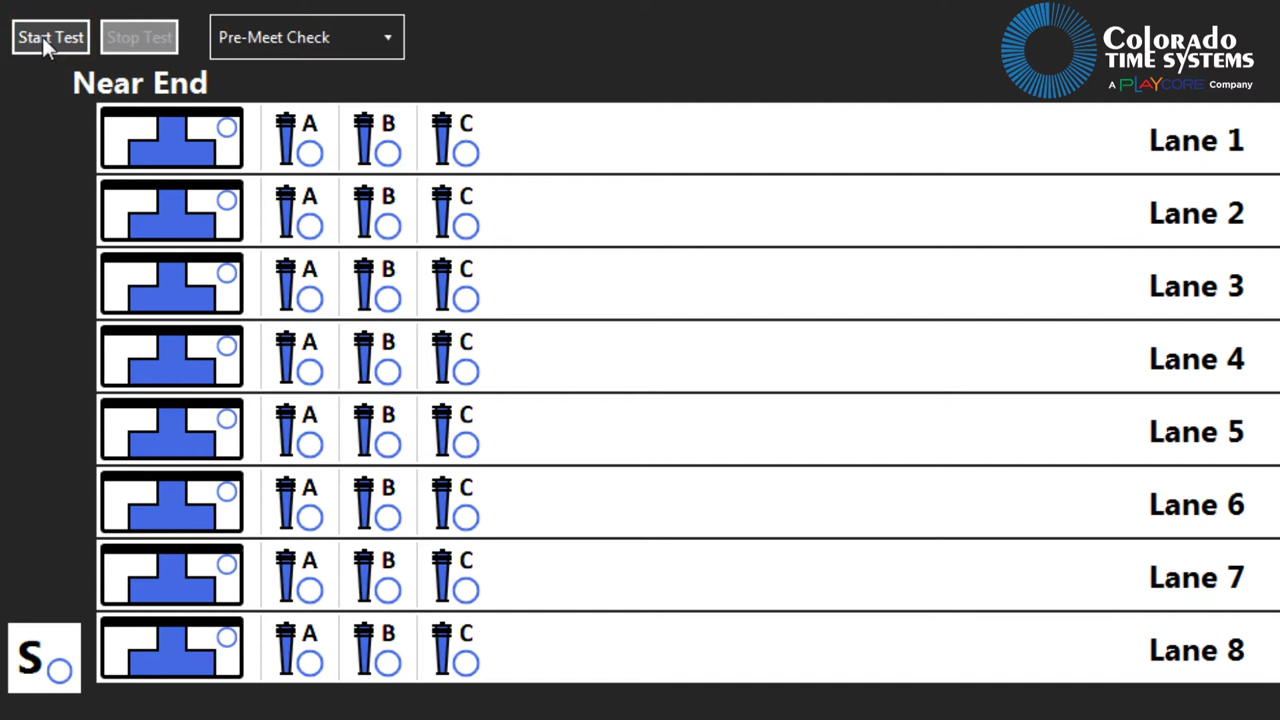 Start Test Stop Test Pre-Meet Check
COLORADO
TIME SYSTEMS
A PLAYCORE Company
Near End
A B C Lane 1
A B C Lane 2
A B C Lane 3
A B C Lane 4
A B C Lane 5
A B C Lane 6
A B C Lane 7
A B C Lane 8
S